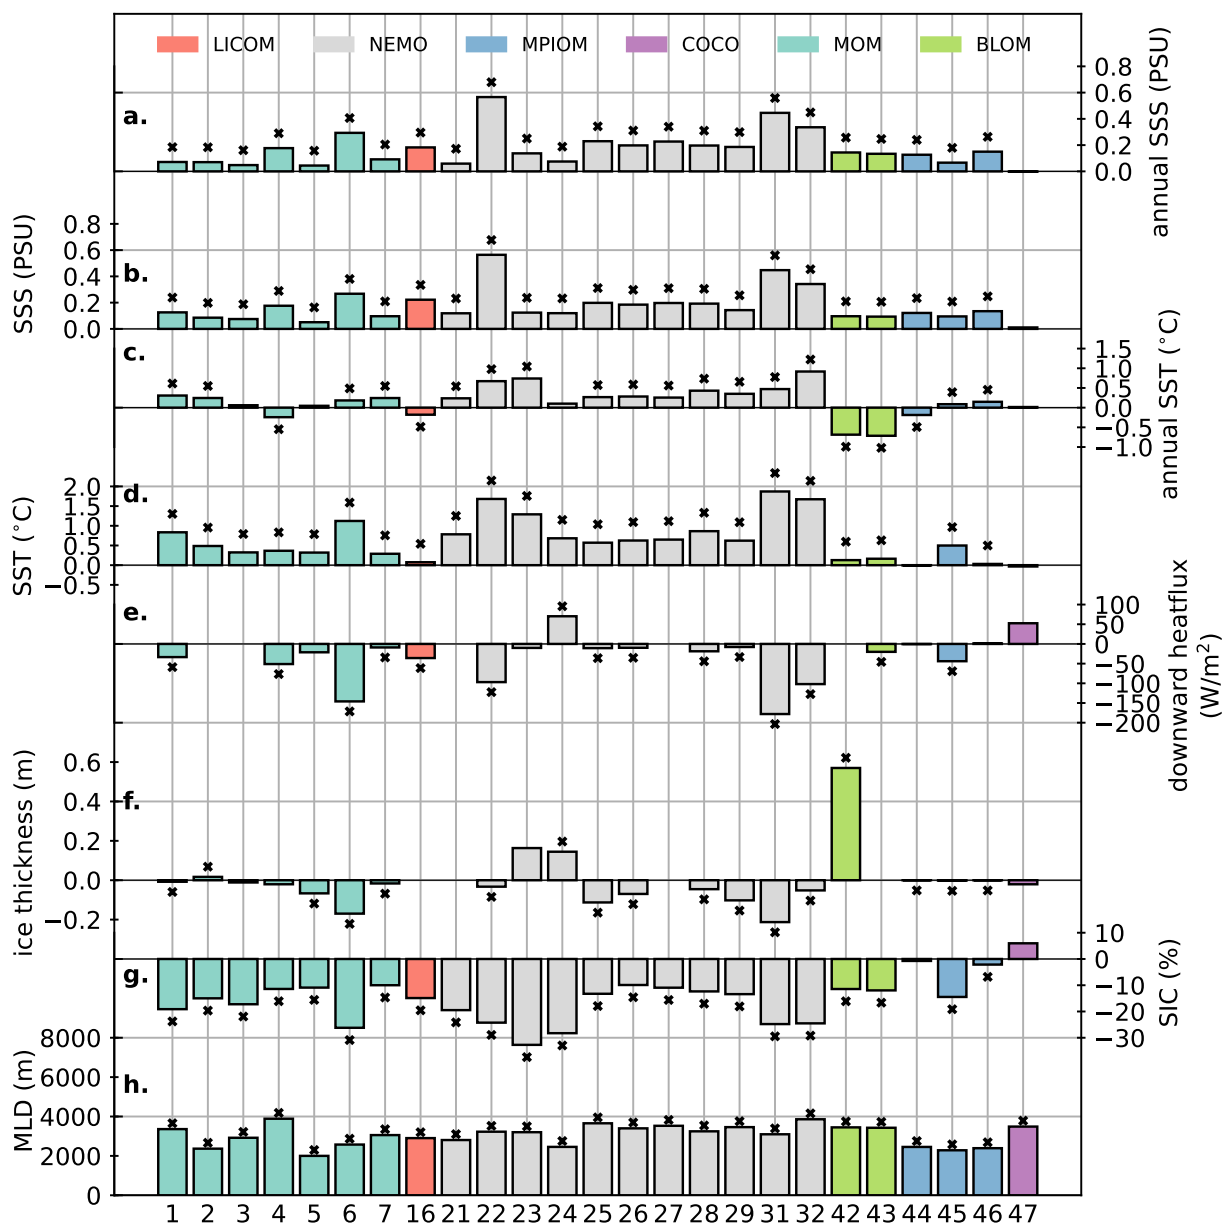 LICOM NEMO MPIOM COCO MOM BLOM
a.
0.8
0.6
0.4
0.2
0.0
annual SSS (PSU)
b.
0.8
0.6
0.4
0.2
0.0
SSS (PSU)
c.
1.5
1.0
0.5
0.0
−0.5
−1.0
annual SST (°C)
d.
2.0
1.5
1.0
0.5
0.0
−0.5
SST (°C)
e.
100
50
0
−50
−100
−150
−200
downward heatflux
(W/m²)
f.
0.6
0.4
0.2
0.0
−0.2
ice thickness (m)
g.
10
0
−10
−20
−30
SIC (%)
h.
8000
6000
4000
2000
0
MLD (m)
1 2 3 4 5 6 7 16 21 22 23 24 25 26 27 28 29 31 32 42 43 44 45 46 47